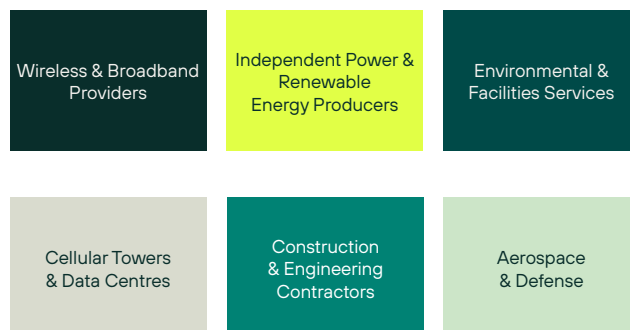 Wireless & Broadband
Providers
Independent Power &
Renewable
Energy Producers
Environmental &
Facilities Services
Cellular Towers
& Data Centres
Construction
& Engineering
Contractors
Aerospace
& Defense